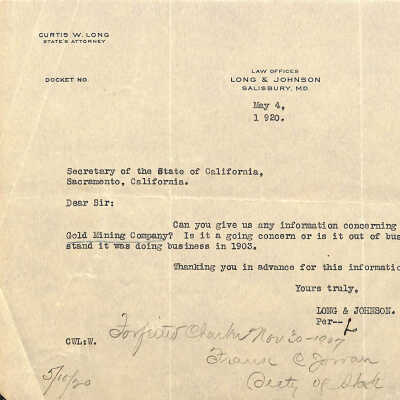 CURTIS W. LONG
STATE'S ATTORNEY
DOCKET NO.
LAW OFFICES
LONG & JOHNSON
SALISBURY, MD.
May 4,
1 920.
Secretary of the State of California,
Sacramento, California.
Dear Sir:
Can you give us any information concerning
Gold Mining Company? Is it a going concern or is it out of bus
stand it was doing business in 1903.
Thanking you in advance for this informatio
Yours truly,
LONG & JOHNSON.
Per--L
CWL:W.
Forfeited Charter Nov 30-1907
Frank C Jordan
5/10/20
of State